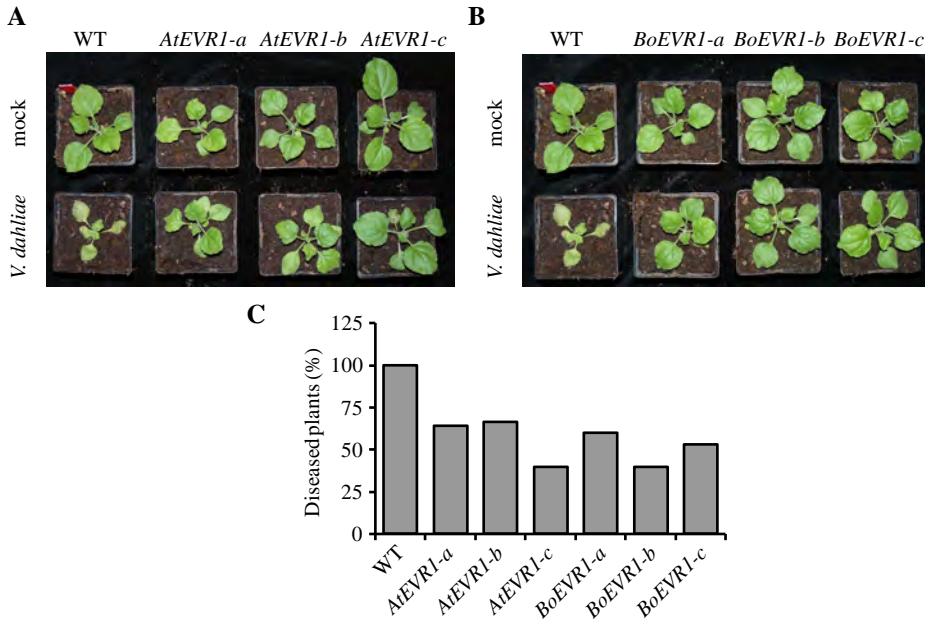 A
WT AtEVR1-a AtEVR1-b AtEVR1-c
mock
V. dahliae
B
WT BoEVR1-a BoEVR1-b BoEVR1-c
mock
V. dahliae
C
Diseased plants (%)
125
100
75
50
25
0
WT
AtEVR1-a
AtEVR1-b
AtEVR1-c
BoEVR1-a
BoEVR1-b
BoEVR1-c